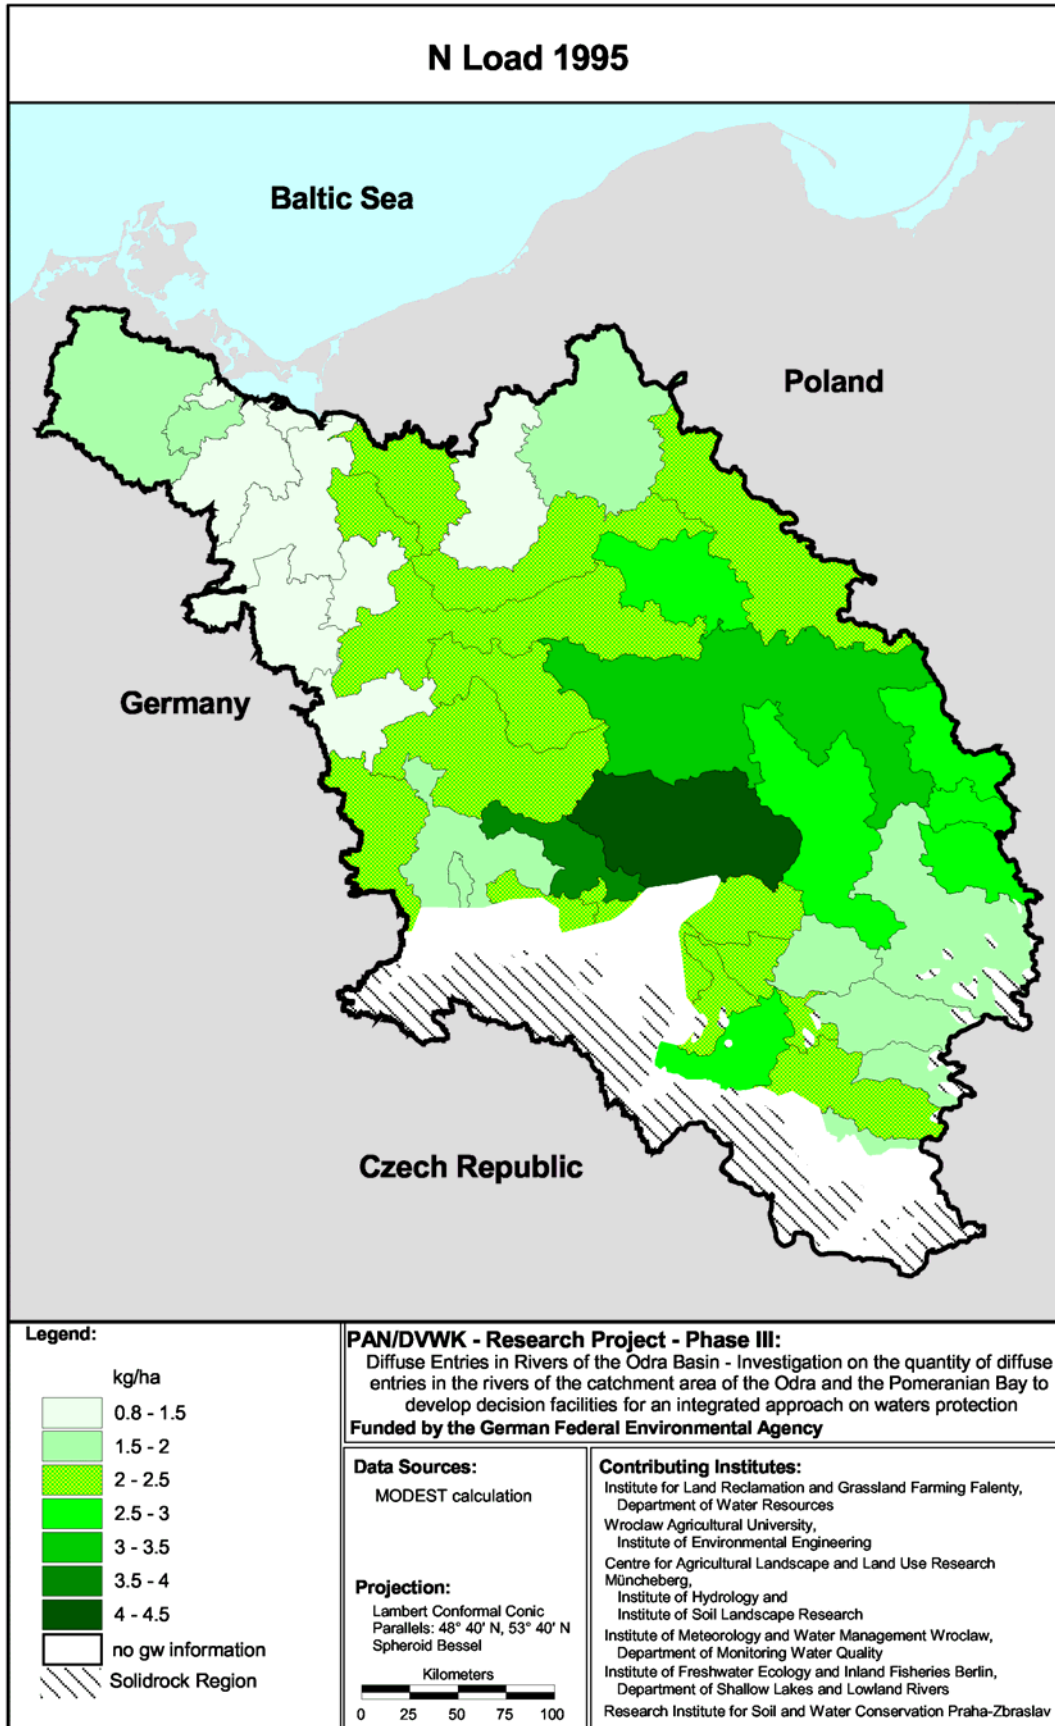 N Load 1995
Baltic Sea
Poland
Germany
Czech Republic
Legend:
kg/ha
0.8 - 1.5
1.5 - 2
2 - 2.5
2.5 - 3
3 - 3.5
3.5 - 4
4 - 4.5
no gw information
Solidrock Region
PAN/DVWK - Research Project - Phase III:
Diffuse Entries in Rivers of the Odra Basin - Investigation on the quantity of diffuse
entries in the rivers of the catchment area of the Odra and the Pomeranian Bay to
develop decision facilities for an integrated approach on waters protection
Funded by the German Federal Environmental Agency
Data Sources:
MODEST calculation
Projection:
Lambert Conformal Conic
Parallels: 48° 40' N, 53° 40' N
Spheroid Bessel
Kilometers
0 25 50 75 100
Contributing Institutes:
Institute for Land Reclamation and Grassland Farming Falenty,
Department of Water Resources
Wroclaw Agricultural University,
Institute of Environmental Engineering
Centre for Agricultural Landscape and Land Use Research
Müncheberg,
Institute of Hydrology and
Institute of Soil Landscape Research
Institute of Meteorology and Water Management Wroclaw,
Department of Monitoring Water Quality
Institute of Freshwater Ecology and Inland Fisheries Berlin,
Department of Shallow Lakes and Lowland Rivers
Research Institute for Soil and Water Conservation Praha-Zbraslav